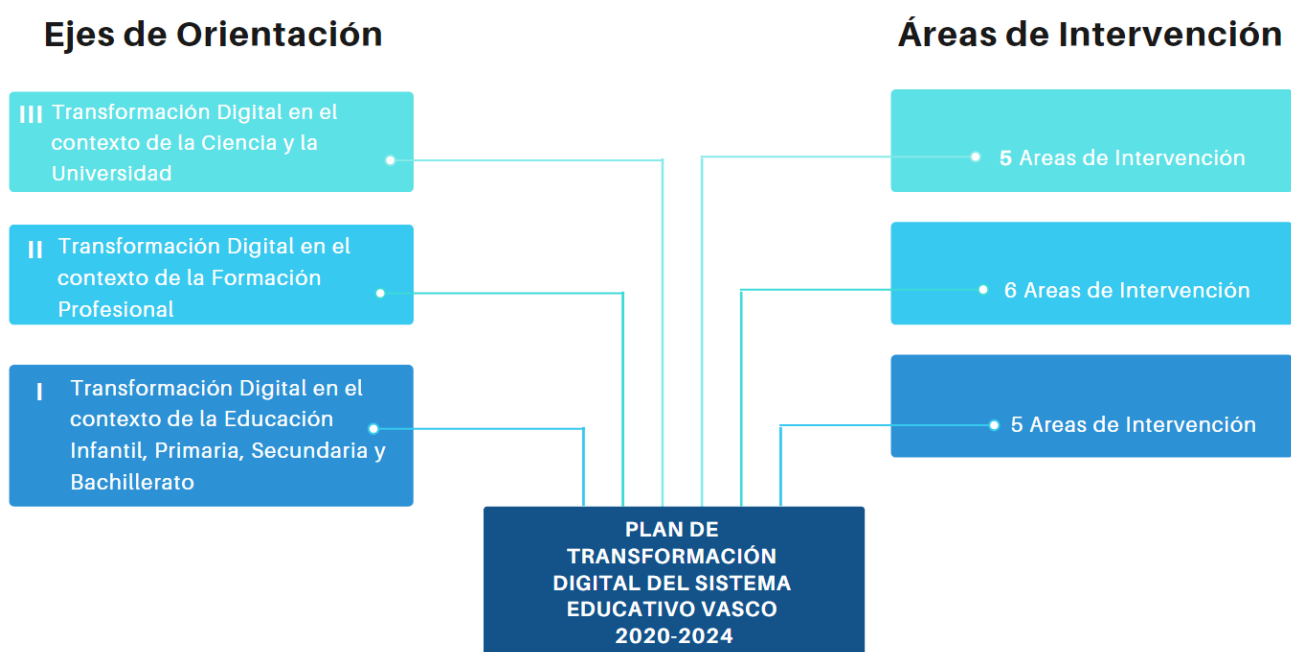 Ejes de Orientación
Áreas de Intervención
III Transformación Digital en el
contexto de la Ciencia y la
Universidad
5 Areas de Intervención
II Transformación Digital en el
contexto de la Formación
Profesional
6 Areas de Intervención
I Transformación Digital en el
contexto de la Educación
Infantil, Primaria, Secundaria y
Bachillerato
5 Areas de Intervención
PLAN DE
TRANSFORMACIÓN
DIGITAL DEL SISTEMA
EDUCATIVO VASCO
2020-2024